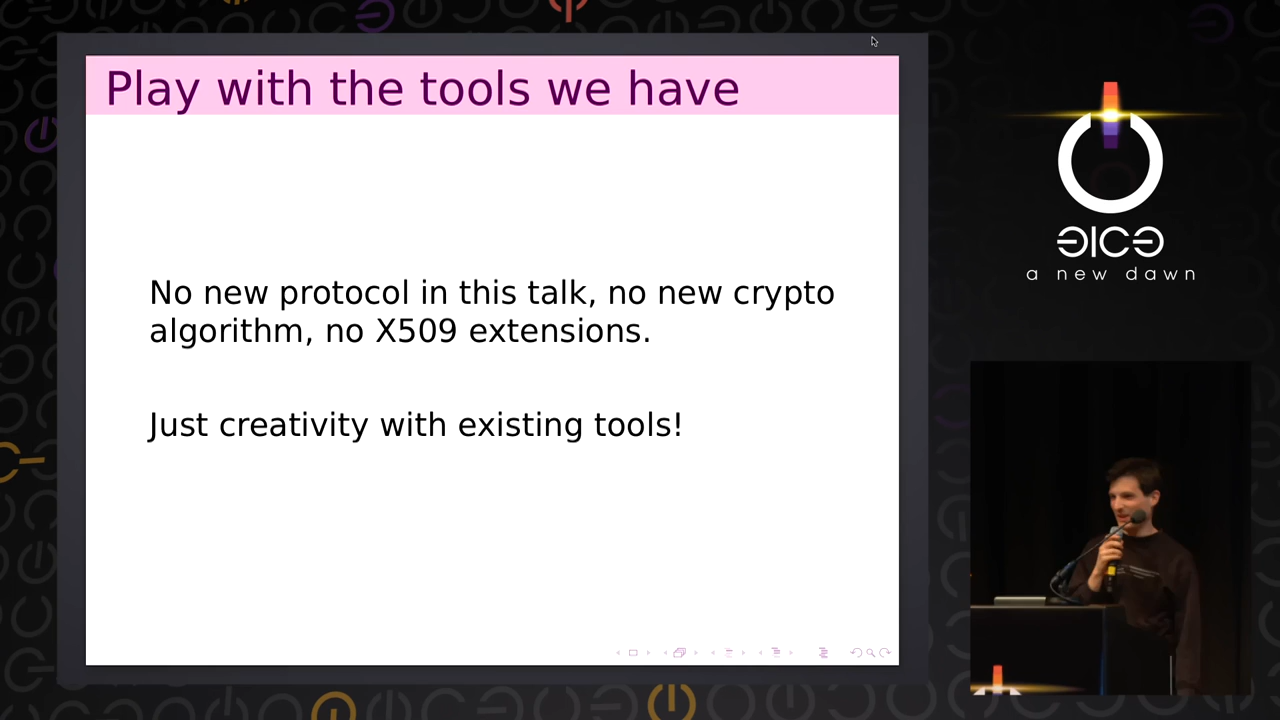 Play with the tools we have
No new protocol in this talk, no new crypto
algorithm, no X509 extensions.
Just creativity with existing tools!
ƎICƎ
a new dawn